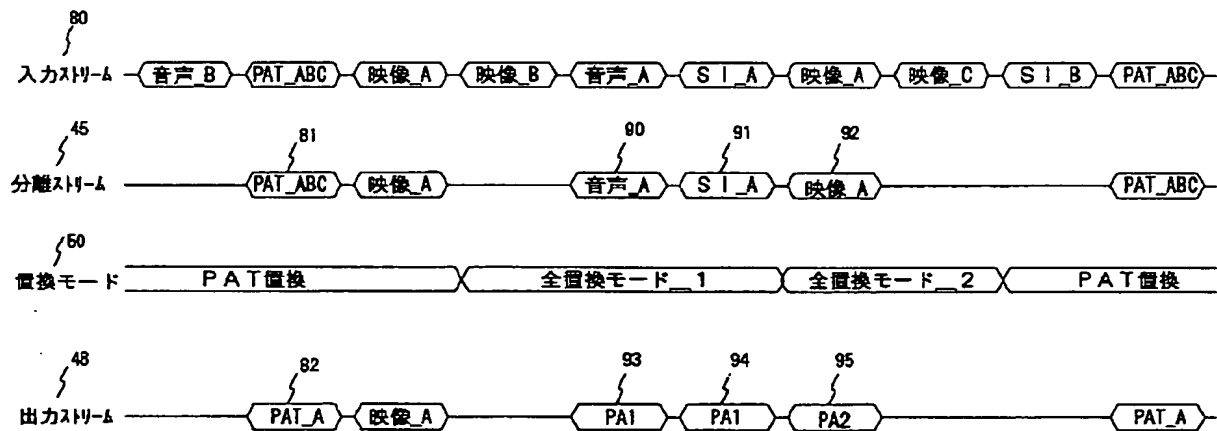 80
入力ストリーム 音声_B PAT_ABC 映像_A 映像_B 音声_A SI_A 映像_A 映像_C SI_B PAT_ABC
45 81 90 91 92
分離ストリーム PAT_ABC 映像_A 音声_A SI_A 映像_A PAT_ABC
50
置換モード PAT置換 全置換モード_1 全置換モード_2 PAT置換
48 82 93 94 95
出力ストリーム PAT_A 映像_A PA1 PA1 PA2 PAT_A